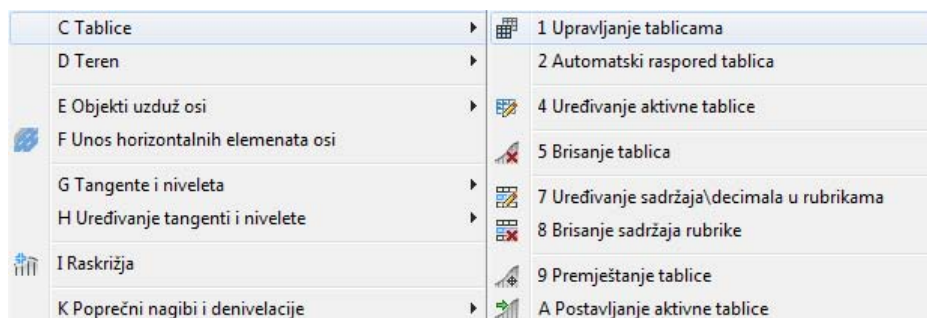 C Tablice
D Teren
E Objekti uzduž osi
F Unos horizontalnih elemenata osi
G Tangente i niveleta
H Uređivanje tangenti i nivelete
I Raskrižja
K Poprečni nagibi i denivelacije
1 Upravljanje tablicama
2 Automatski raspored tablica
4 Uređivanje aktivne tablice
5 Brisanje tablica
7 Uređivanje sadržaja\decimala u rubrikama
8 Brisanje sadržaja rubrike
9 Premještanje tablice
A Postavljanje aktivne tablice